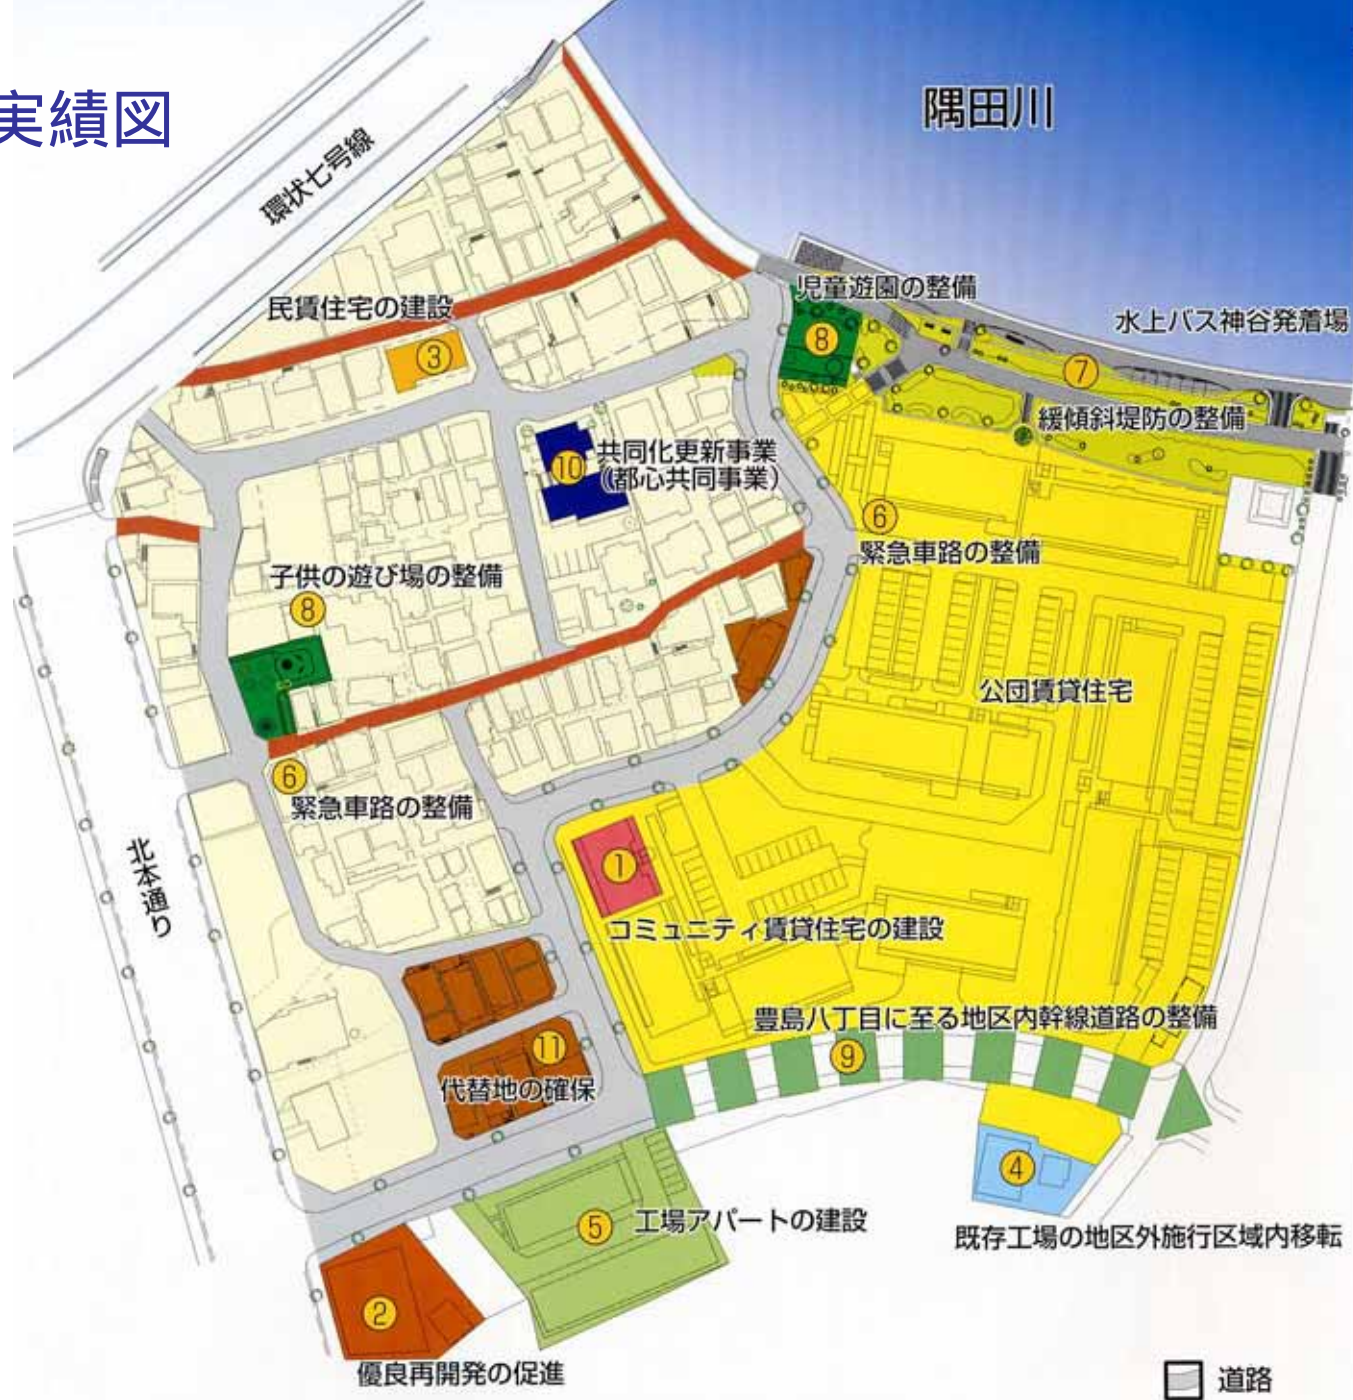 実績図
隅田川
環状七号線
民賃住宅の建設
児童遊園の整備
水上バス神谷発着場
③
⑧
⑦
緩傾斜堤防の整備
⑩
共同化更新事業
(都心共同事業)
⑥
緊急車路の整備
子供の遊び場の整備
⑧
公団賃貸住宅
⑥
緊急車路の整備
北本通り
①
コミュニティ賃貸住宅の建設
豊島八丁目に至る地区内幹線道路の整備
⑨
⑪
代替地の確保
④
既存工場の地区外施行区域内移転
⑤
工場アパートの建設
②
優良再開発の促進
道路